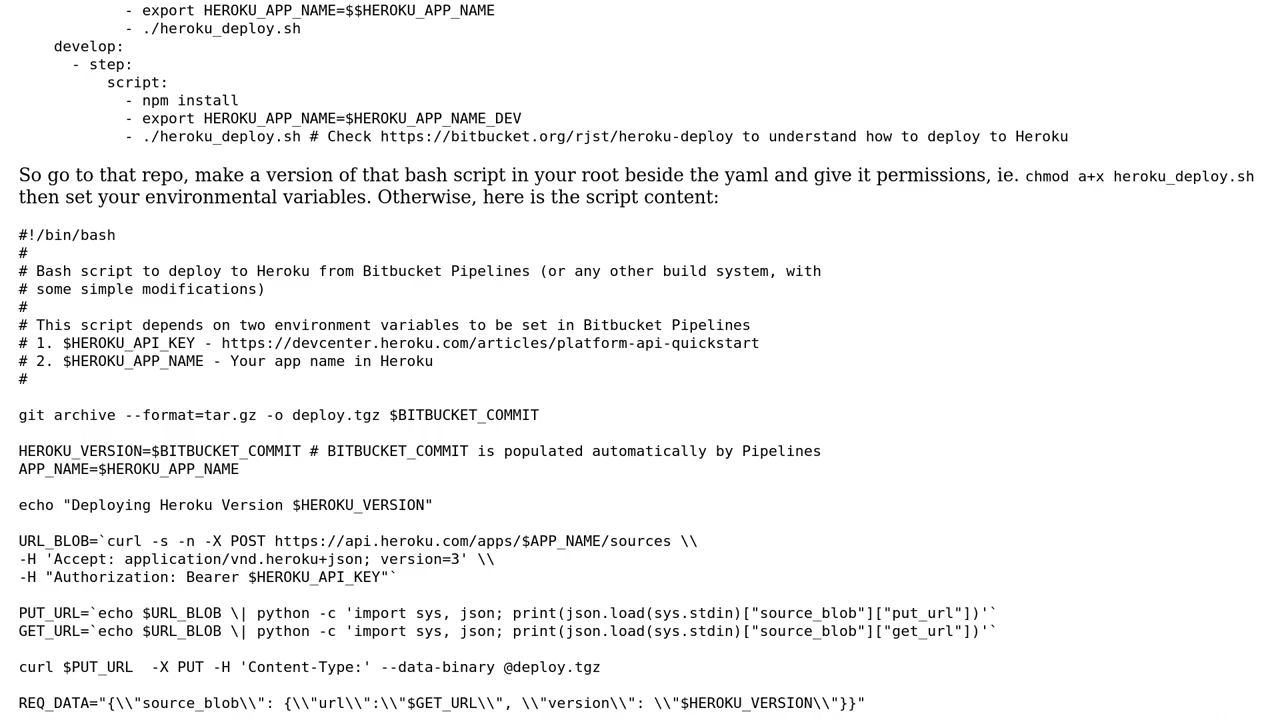 - export HEROKU_APP_NAME=$$HEROKU_APP_NAME
- ./heroku_deploy.sh
develop:
- step:
script:
- npm install
- export HEROKU_APP_NAME=$HEROKU_APP_NAME_DEV
- ./heroku_deploy.sh # Check https://bitbucket.org/rjst/heroku-deploy to understand how to deploy to Heroku
So go to that repo, make a version of that bash script in your root beside the yaml and give it permissions, ie. chmod a+x heroku_deploy.sh
then set your environmental variables. Otherwise, here is the script content:
#!/bin/bash
#
# Bash script to deploy to Heroku from Bitbucket Pipelines (or any other build system, with
# some simple modifications)
#
# This script depends on two environment variables to be set in Bitbucket Pipelines
# 1. $HEROKU_API_KEY - https://devcenter.heroku.com/articles/platform-api-quickstart
# 2. $HEROKU_APP_NAME - Your app name in Heroku
#
git archive --format=tar.gz -o deploy.tgz $BITBUCKET_COMMIT
HEROKU_VERSION=$BITBUCKET_COMMIT # BITBUCKET_COMMIT is populated automatically by Pipelines
APP_NAME=$HEROKU_APP_NAME
echo "Deploying Heroku Version $HEROKU_VERSION"
URL_BLOB=`curl -s -n -X POST https://api.heroku.com/apps/$APP_NAME/sources \\
-H 'Accept: application/vnd.heroku+json; version=3' \\
-H "Authorization: Bearer $HEROKU_API_KEY"`
PUT_URL=`echo $URL_BLOB \| python -c 'import sys, json; print(json.load(sys.stdin)["source_blob"]["put_url"])'`
GET_URL=`echo $URL_BLOB \| python -c 'import sys, json; print(json.load(sys.stdin)["source_blob"]["get_url"])'`
curl $PUT_URL  -X PUT -H 'Content-Type:' --data-binary @deploy.tgz
REQ_DATA="{\\"source_blob\\": {\\"url\\":\\"$GET_URL\\", \\"version\\": \\"$HEROKU_VERSION\\"}}"